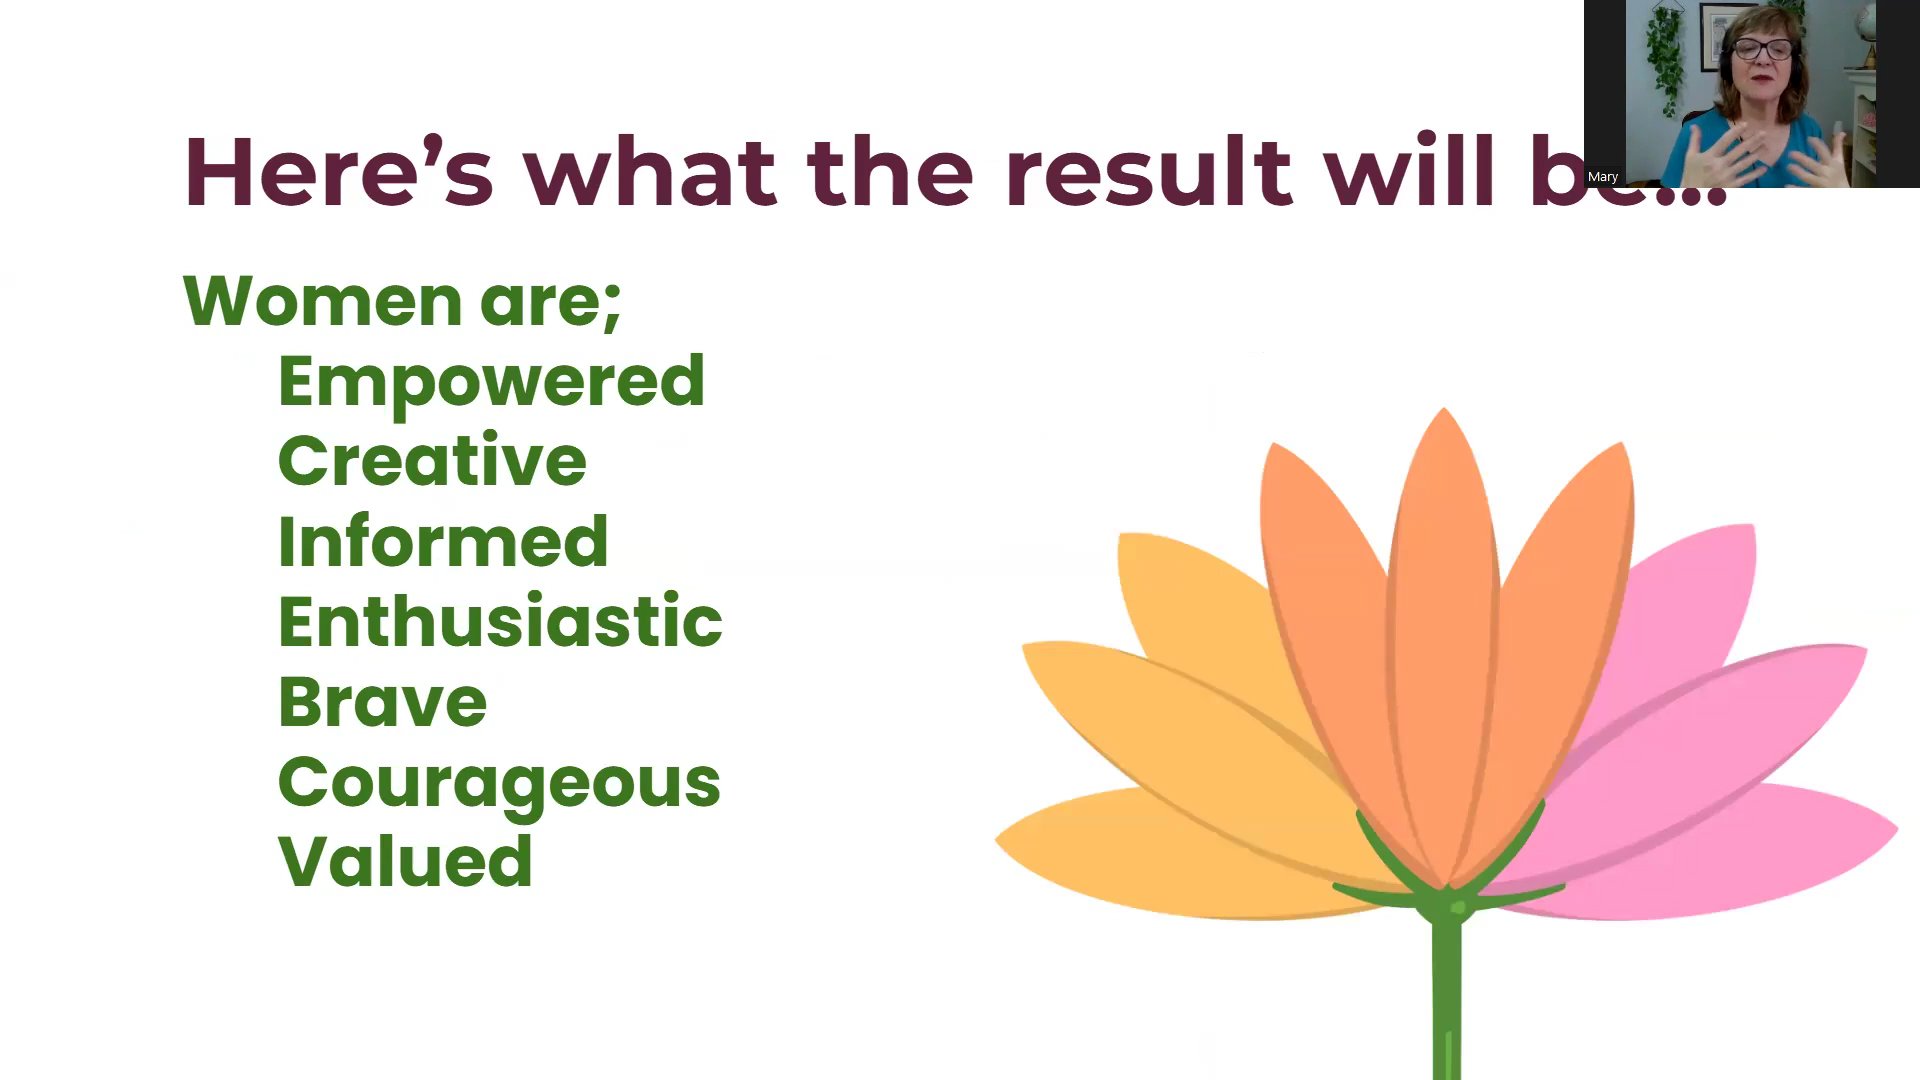 Here's what the result will be...
Women are;
Empowered
Creative
Informed
Enthusiastic
Brave
Courageous
Valued
Mary